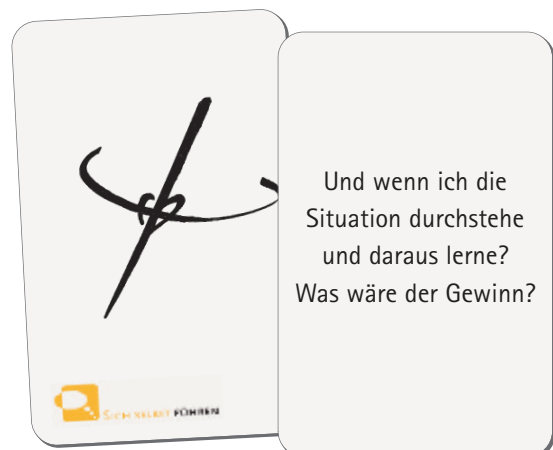 SICH SELBST FÜHREN
Und wenn ich die
Situation durchstehe
und daraus lerne?
Was wäre der Gewinn?